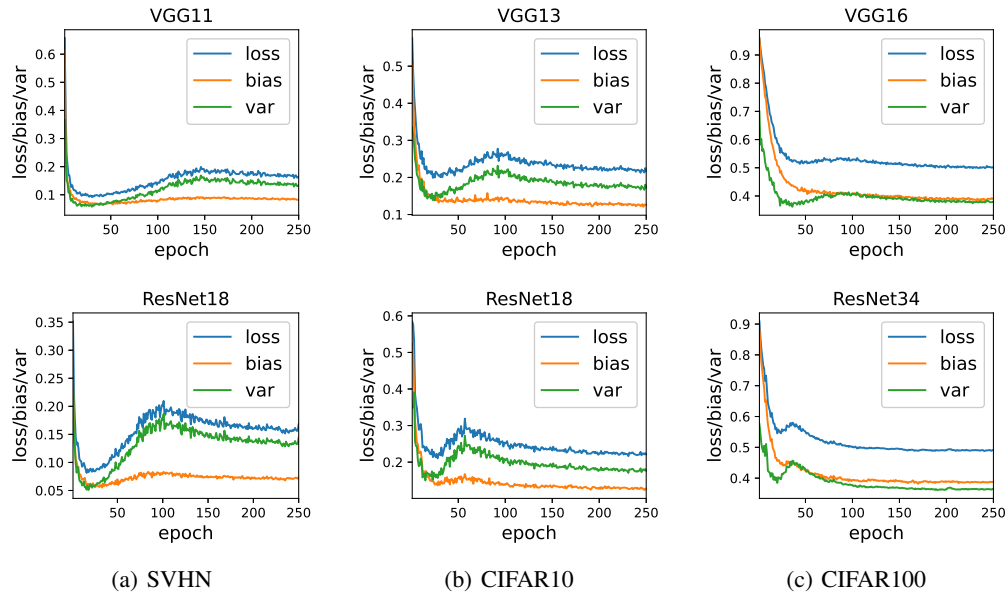 VGG11
loss/bias/var
0.6
0.5
0.4
0.3
0.2
0.1
loss
bias
var
50 100 150 200 250
epoch
VGG13
loss/bias/var
0.5
0.4
0.3
0.2
0.1
loss
bias
var
50 100 150 200 250
epoch
VGG16
loss/bias/var
0.9
0.8
0.7
0.6
0.5
0.4
loss
bias
var
50 100 150 200 250
epoch
ResNet18
loss/bias/var
0.35
0.30
0.25
0.20
0.15
0.10
0.05
loss
bias
var
50 100 150 200 250
epoch
ResNet18
loss/bias/var
0.6
0.5
0.4
0.3
0.2
loss
bias
var
50 100 150 200 250
epoch
ResNet34
loss/bias/var
0.9
0.8
0.7
0.6
0.5
0.4
loss
bias
var
50 100 150 200 250
epoch
(a) SVHN
(b) CIFAR10
(c) CIFAR100